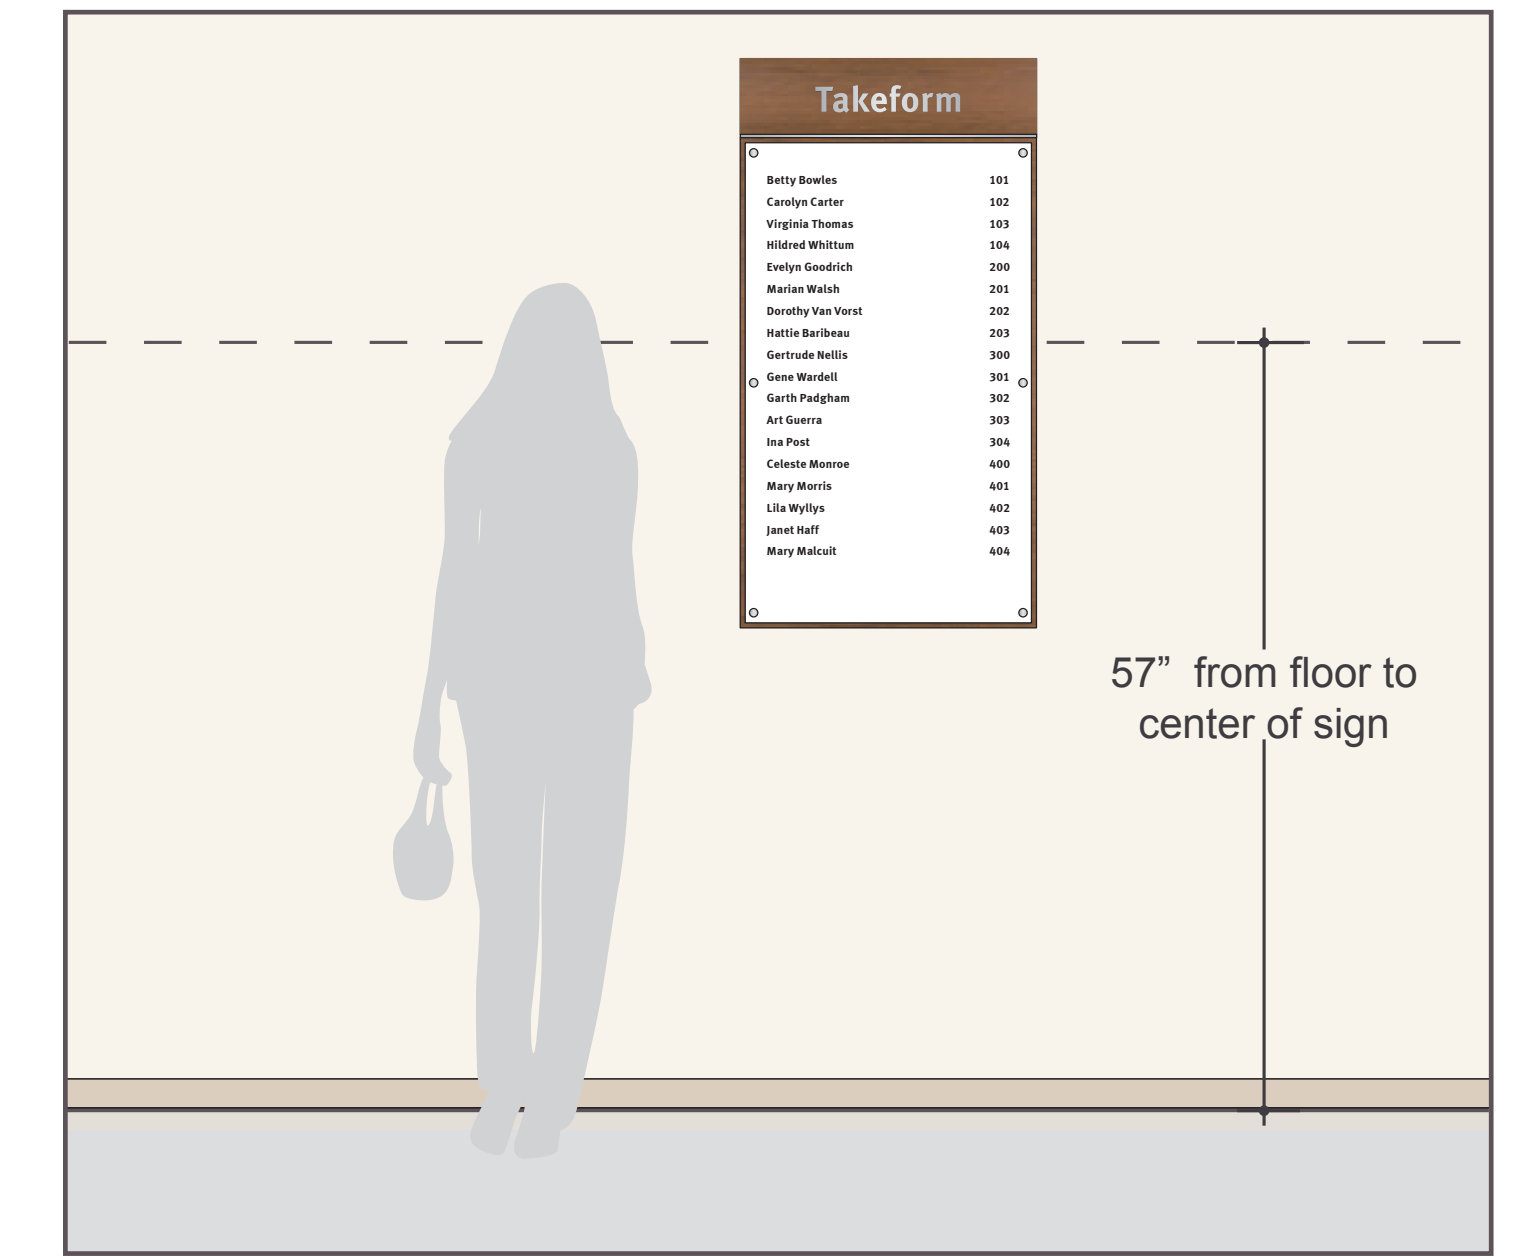 Takeform
Betty Bowles 101
Carolyn Carter 102
Virginia Thomas 103
Hildred Whittum 104
Evelyn Goodrich 200
Marian Walsh 201
Dorothy Van Vorst 202
Hattie Baribeau 203
Gertrude Nellis 300
Gene Wardell 301
Garth Padgham 302
Art Guerra 303
Ina Post 304
Celeste Monroe 400
Mary Morris 401
Lila Wyllys 402
Janet Haff 403
Mary Malcuit 404
57” from floor to
center of sign